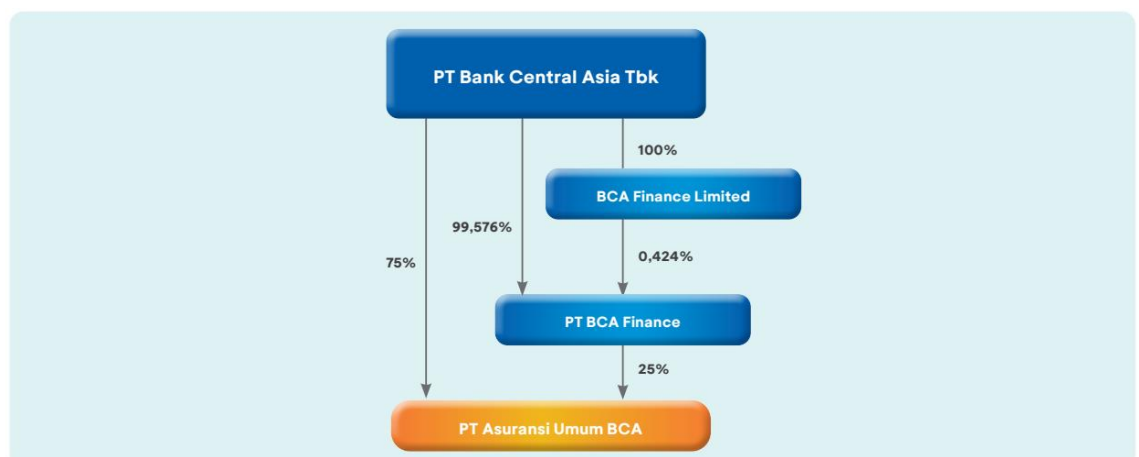 PT Bank Central Asia Tbk
100%
BCA Finance Limited
99,576%
75%
0,424%
PT BCA Finance
25%
PT Asuransi Umum BCA